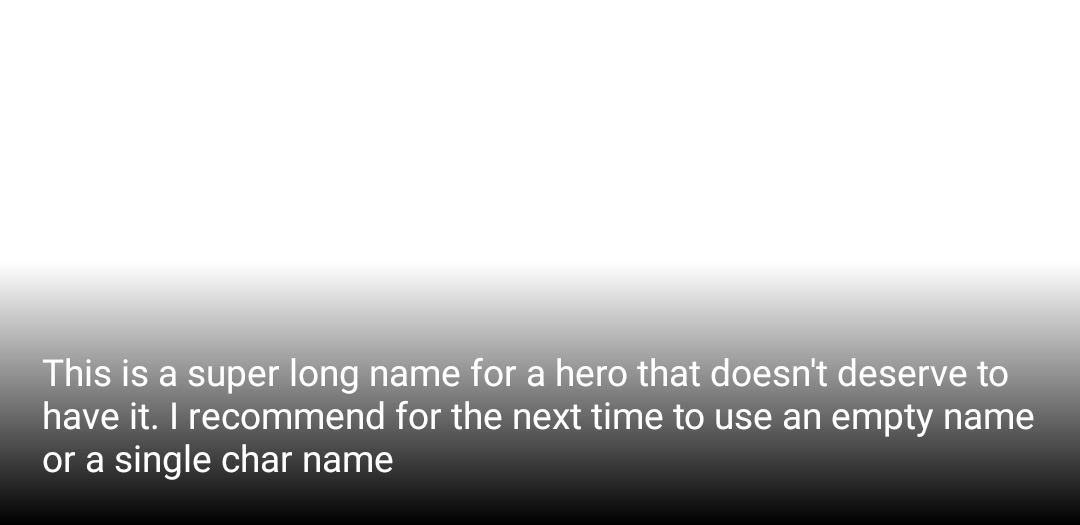 This is a super long name for a hero that doesn't deserve to
have it. I recommend for the next time to use an empty name
or a single char name